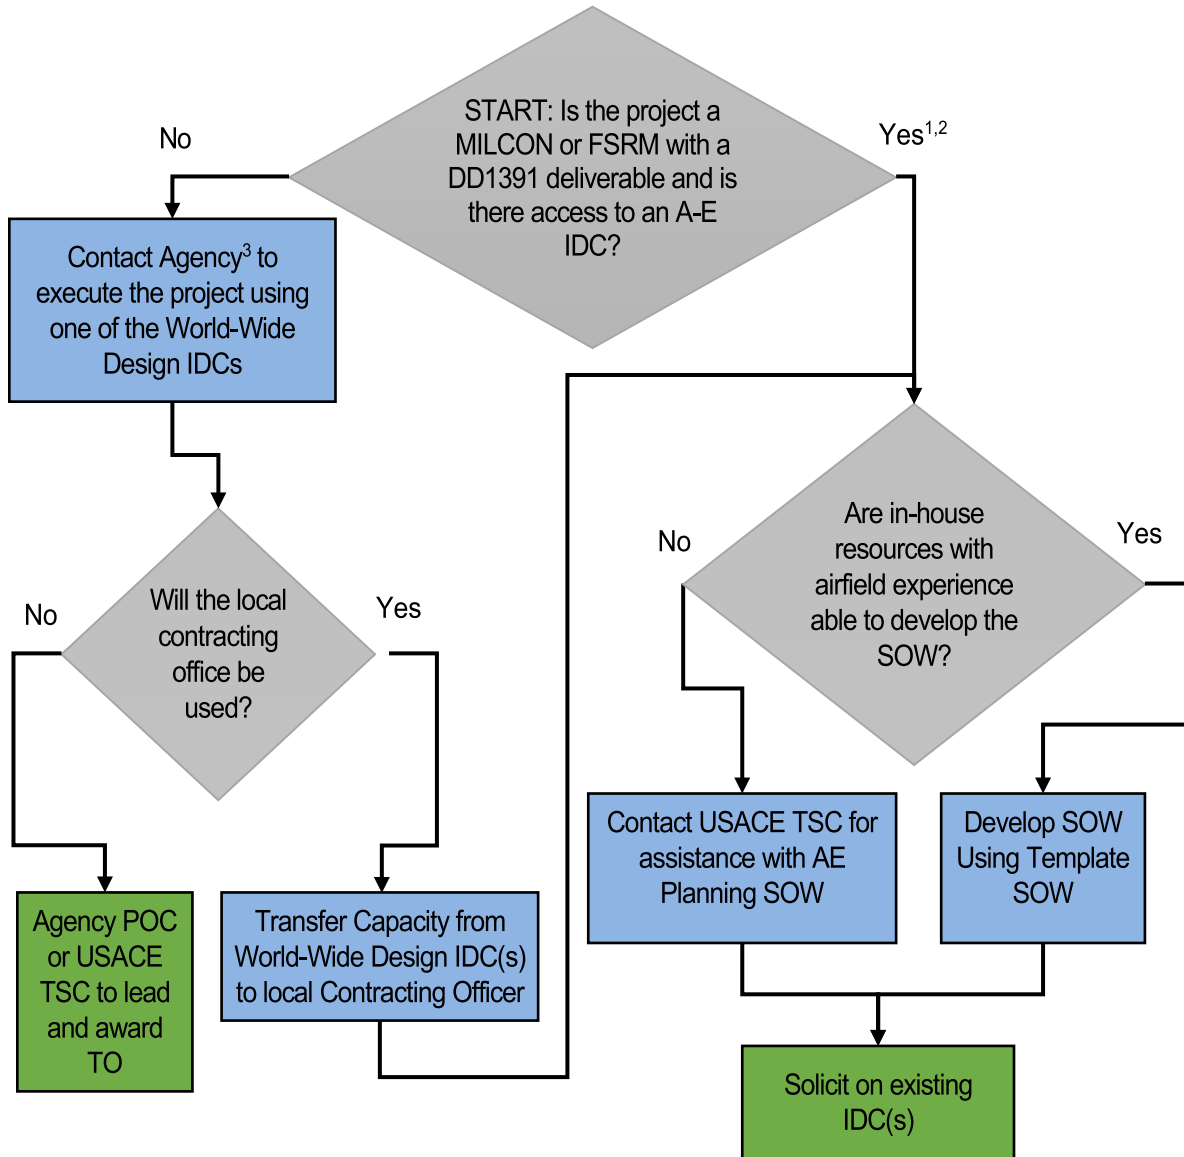 START: Is the project a
MILCON or FSRM with a
DD1391 deliverable and is
there access to an A-E
IDC?
No
Yes1,2
Contact Agency3 to
execute the project using
one of the World-Wide
Design IDCs
Will the local
contracting
office be
used?
No
Yes
Are in-house
resources with
airfield experience
able to develop the
SOW?
No
Yes
Agency POC
or USACE
TSC to lead
and award
TO
Transfer Capacity from
World-Wide Design IDC(s)
to local Contracting Officer
Contact USACE TSC for
assistance with AE
Planning SOW
Develop SOW
Using Template
SOW
Solicit on existing
IDC(s)